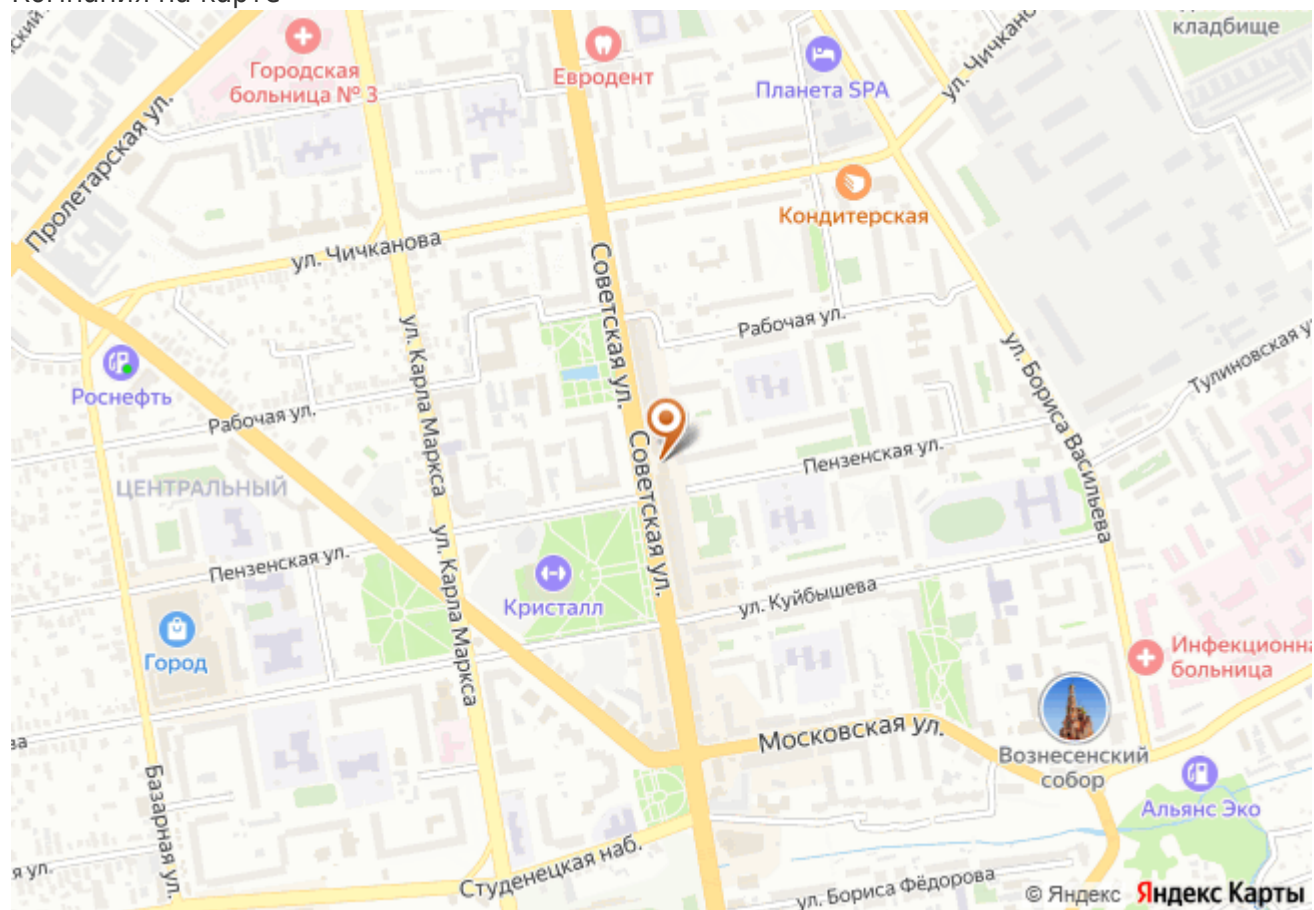 кладбище
Городская
больница № 3
Евродент
Планета SPA
ул. Чичканова
Пролетарская ул.
Кондитерская
ул. Чичканова
Советская ул.
Рабочая ул.
ул. Карла Маркса
ул. Бориса Васильева
Тулиновская у
Роснефть
Рабочая ул.
Советская ул.
Пензенская ул.
ЦЕНТРАЛЬНЫЙ
ул. Карла Маркса
Пензенская ул.
Кристалл
ул. Куйбышева
Город
Инфекционна
больница
Московская ул.
Вознесенский
собор
Базарная ул.
Альянс Эко
Студенецкая наб.
я ул.
ул. Бориса Фёдорова
© Яндекс Яндекс Карты